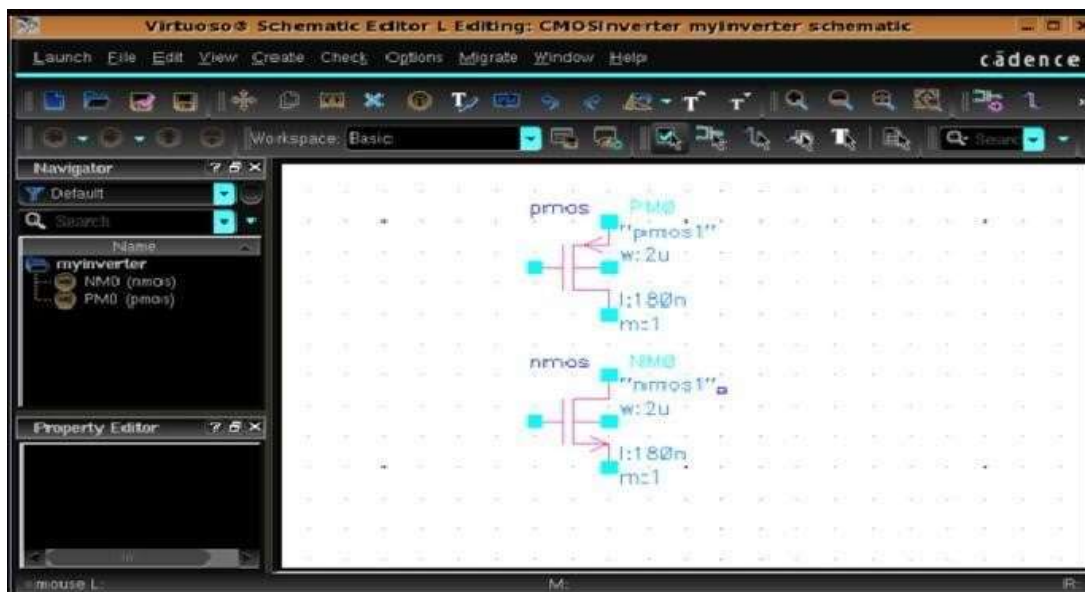 Virtuoso® Schematic Editor L Editing: CMOSInverter myinverter schematic
Launch File Edit View Create Check Options Migrate Window Help cādence
Workspace: Basic Search
Navigator
Default
Search
Name
myinverter
NM0 (nmos)
PM0 (pmos)
Property Editor
pmos PM0
"pmos1"
w:2u
l:180n
m:1
nmos NM0
"nmos1"
w:2u
l:180n
m:1
mouse L: M: R: